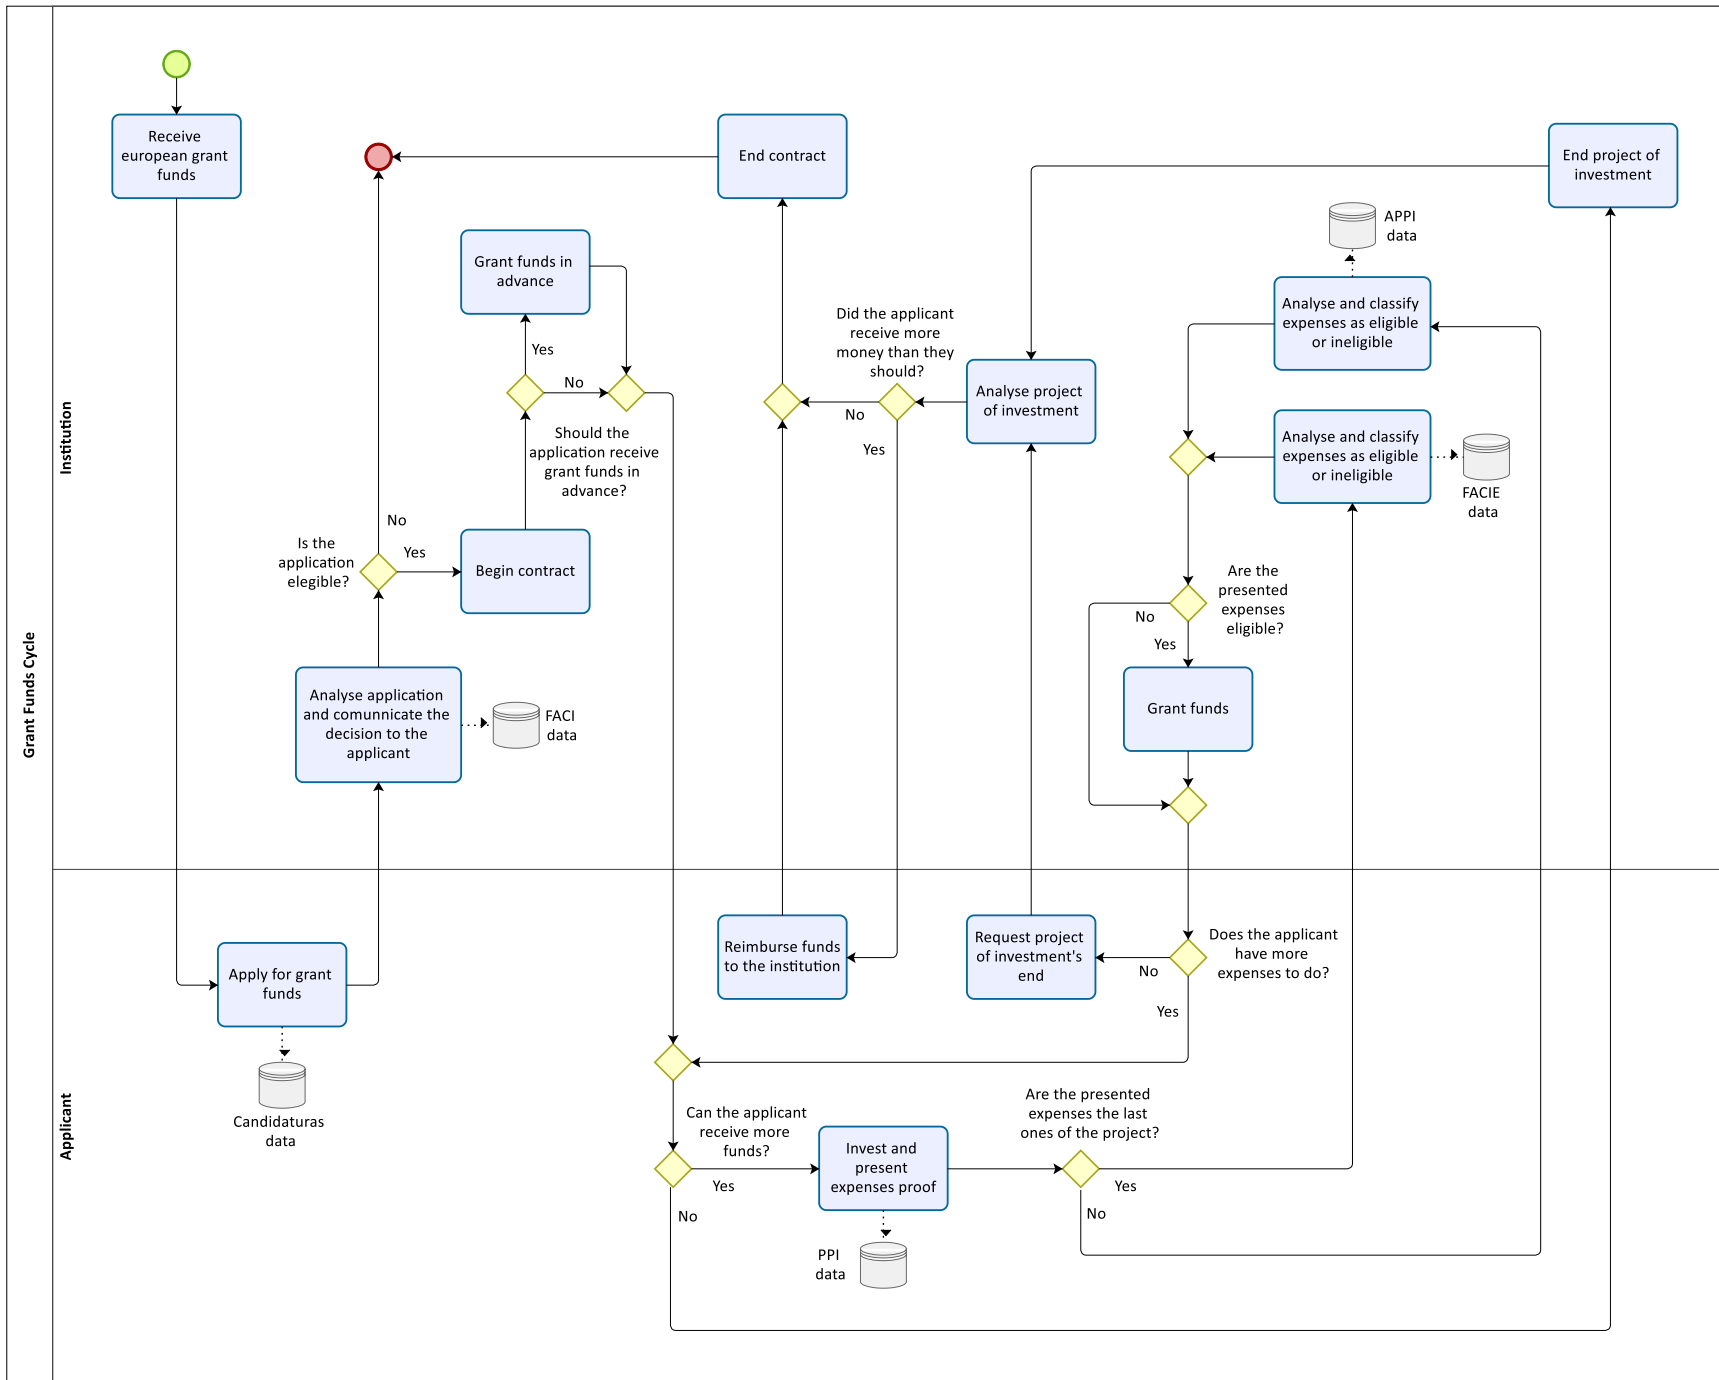 Grant Funds Cycle
Institution
Receive
european grant
funds
End contract
End project of
investment
APPI
data
Grant funds in
advance
Analyse and classify
expenses as eligible
or ineligible
Did the applicant
receive more
money than they
should?
Yes
No
Analyse project
of investment
No
Yes
Should the
application receive
grant funds in
advance?
Analyse and classify
expenses as eligible
or ineligible
FACIE
data
No
Is the
application
elegible?
Yes
Begin contract
Are the
presented
expenses
eligible?
No
Yes
Analyse application
and comunnicate the
decision to the
applicant
FACI
data
Grant funds
Applicant
Apply for grant
funds
Candidaturas
data
Reimburse funds
to the institution
Request project
of investment's
end
No
Does the applicant
have more
expenses to do?
Yes
Can the applicant
receive more
funds?
Yes
No
Invest and
present
expenses proof
PPI
data
Are the presented
expenses the last
ones of the project?
Yes
No